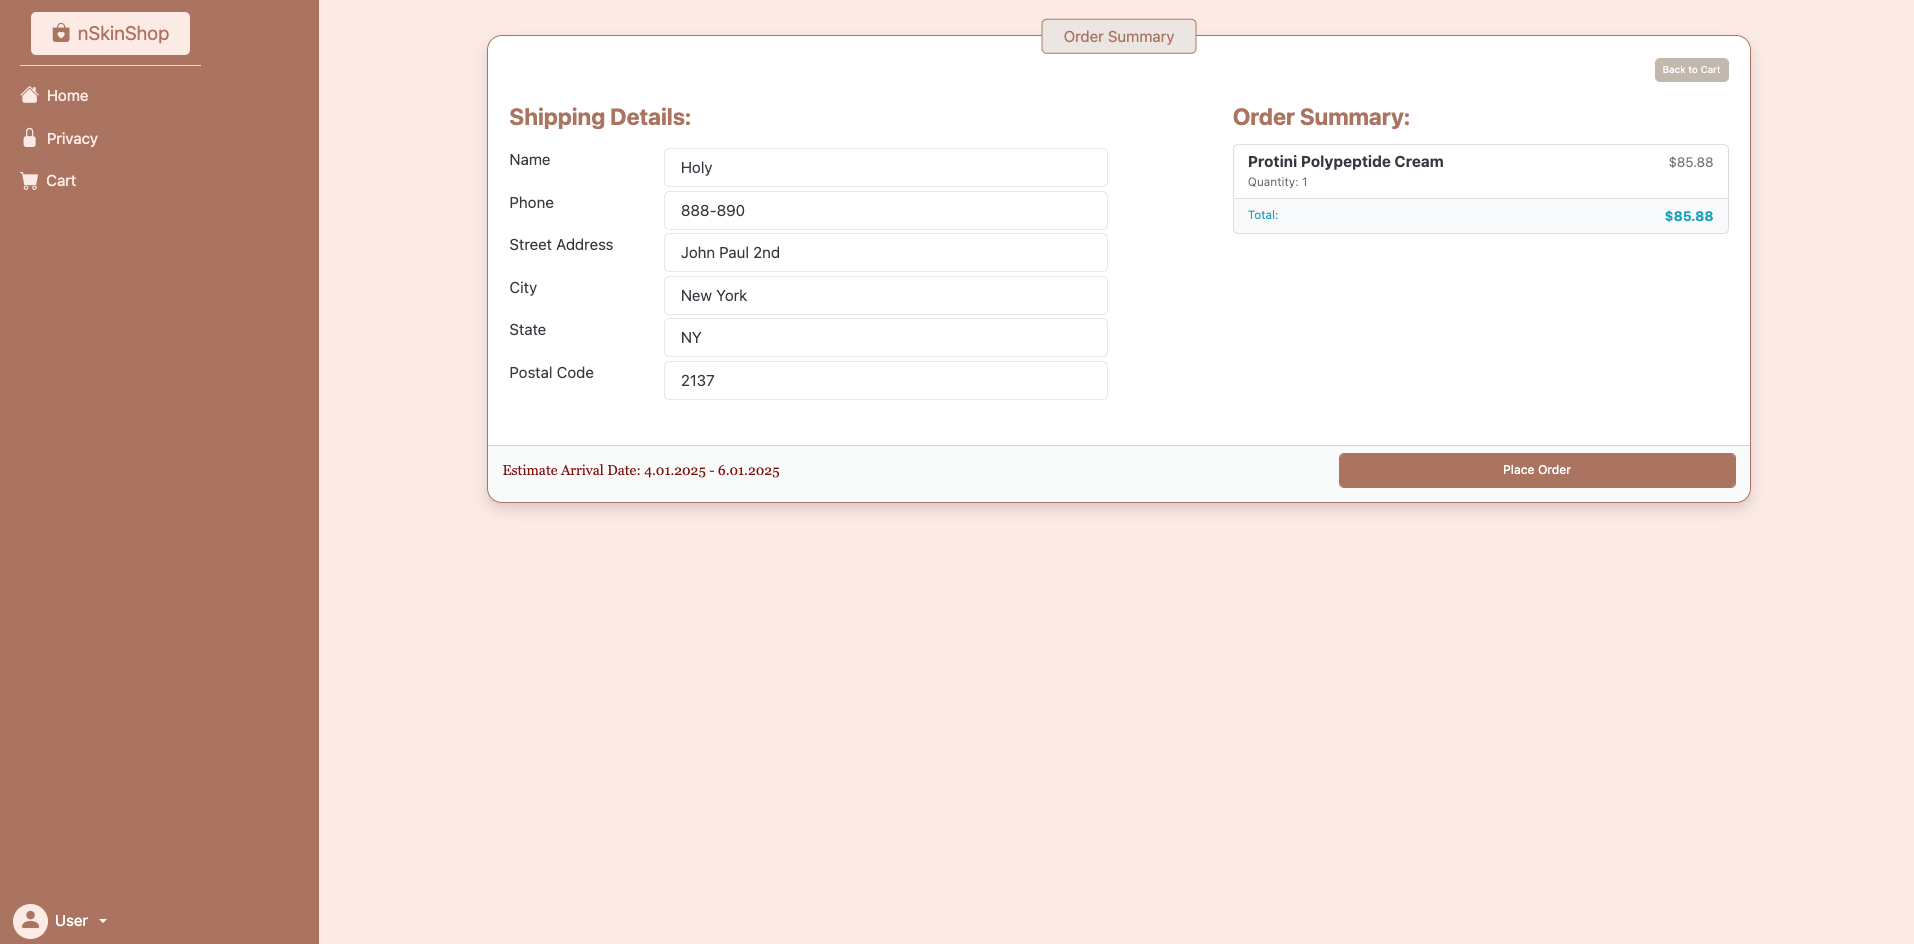 nSkinShop
Home
Privacy
Cart
User
Order Summary
Back to Cart
Shipping Details:
Name
Holy
Phone
888-890
Street Address
John Paul 2nd
City
New York
State
NY
Postal Code
2137
Order Summary:
Protini Polypeptide Cream $85.88
Quantity: 1
Total: $85.88
Estimate Arrival Date: 4.01.2025 - 6.01.2025
Place Order